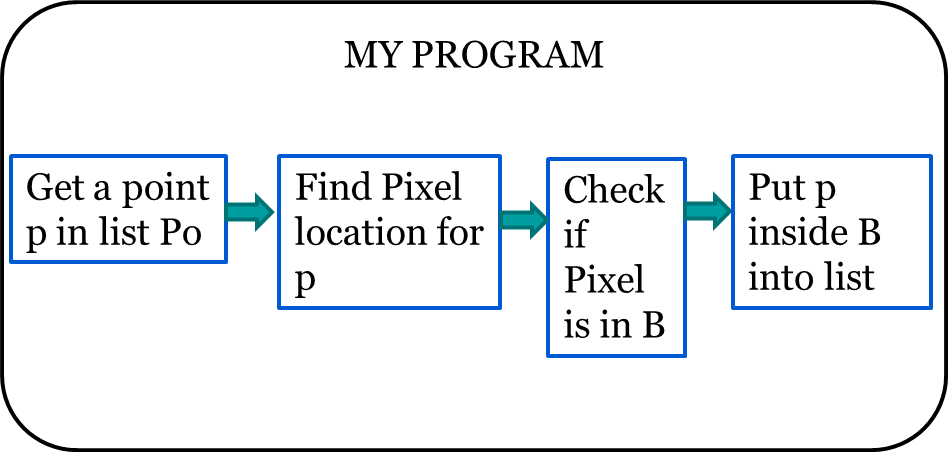 MY PROGRAM
Get a point
p in list Po
Find Pixel
location for
p
Check
if
Pixel
is in B
Put p
inside B
into list